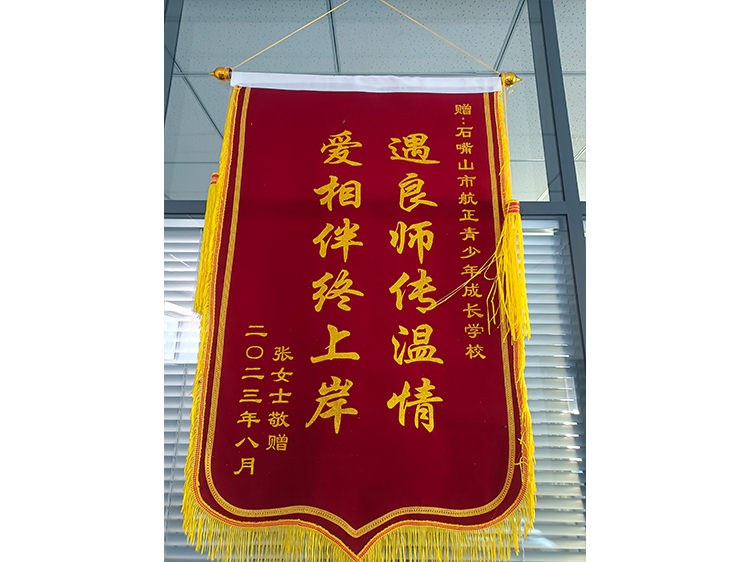 赠:石嘴山市航正青少年成长学校
遇良师传温情
爱相伴终上岸
张女士敬赠
二〇二三年八月